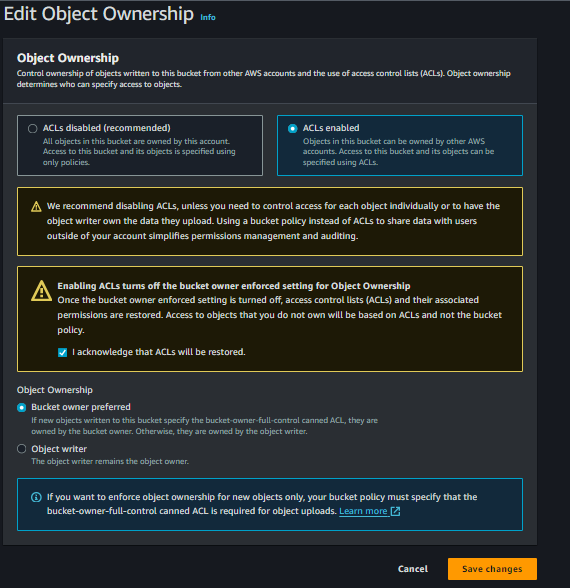 Edit Object Ownership Info
Object Ownership
Control ownership of objects written to this bucket from other AWS accounts and the use of access control lists (ACLs). Object ownership
determines who can specify access to objects.
ACLs disabled (recommended)
All objects in this bucket are owned by this account.
Access to this bucket and its objects is specified using
only policies.
ACLs enabled
Objects in this bucket can be owned by other AWS
accounts. Access to this bucket and its objects can be
specified using ACLs.
We recommend disabling ACLs, unless you need to control access for each object individually or to have the
object writer own the data they upload. Using a bucket policy instead of ACLs to share data with users
outside of your account simplifies permissions management and auditing.
Enabling ACLs turns off the bucket owner enforced setting for Object Ownership
Once the bucket owner enforced setting is turned off, access control lists (ACLs) and their associated
permissions are restored. Access to objects that you do not own will be based on ACLs and not the bucket
policy.
I acknowledge that ACLs will be restored.
Object Ownership
Bucket owner preferred
If new objects written to this bucket specify the bucket-owner-full-control canned ACL, they are
owned by the bucket owner. Otherwise, they are owned by the object writer.
Object writer
The object writer remains the object owner.
If you want to enforce object ownership for new objects only, your bucket policy must specify that the
bucket-owner-full-control canned ACL is required for object uploads. Learn more
Cancel
Save changes